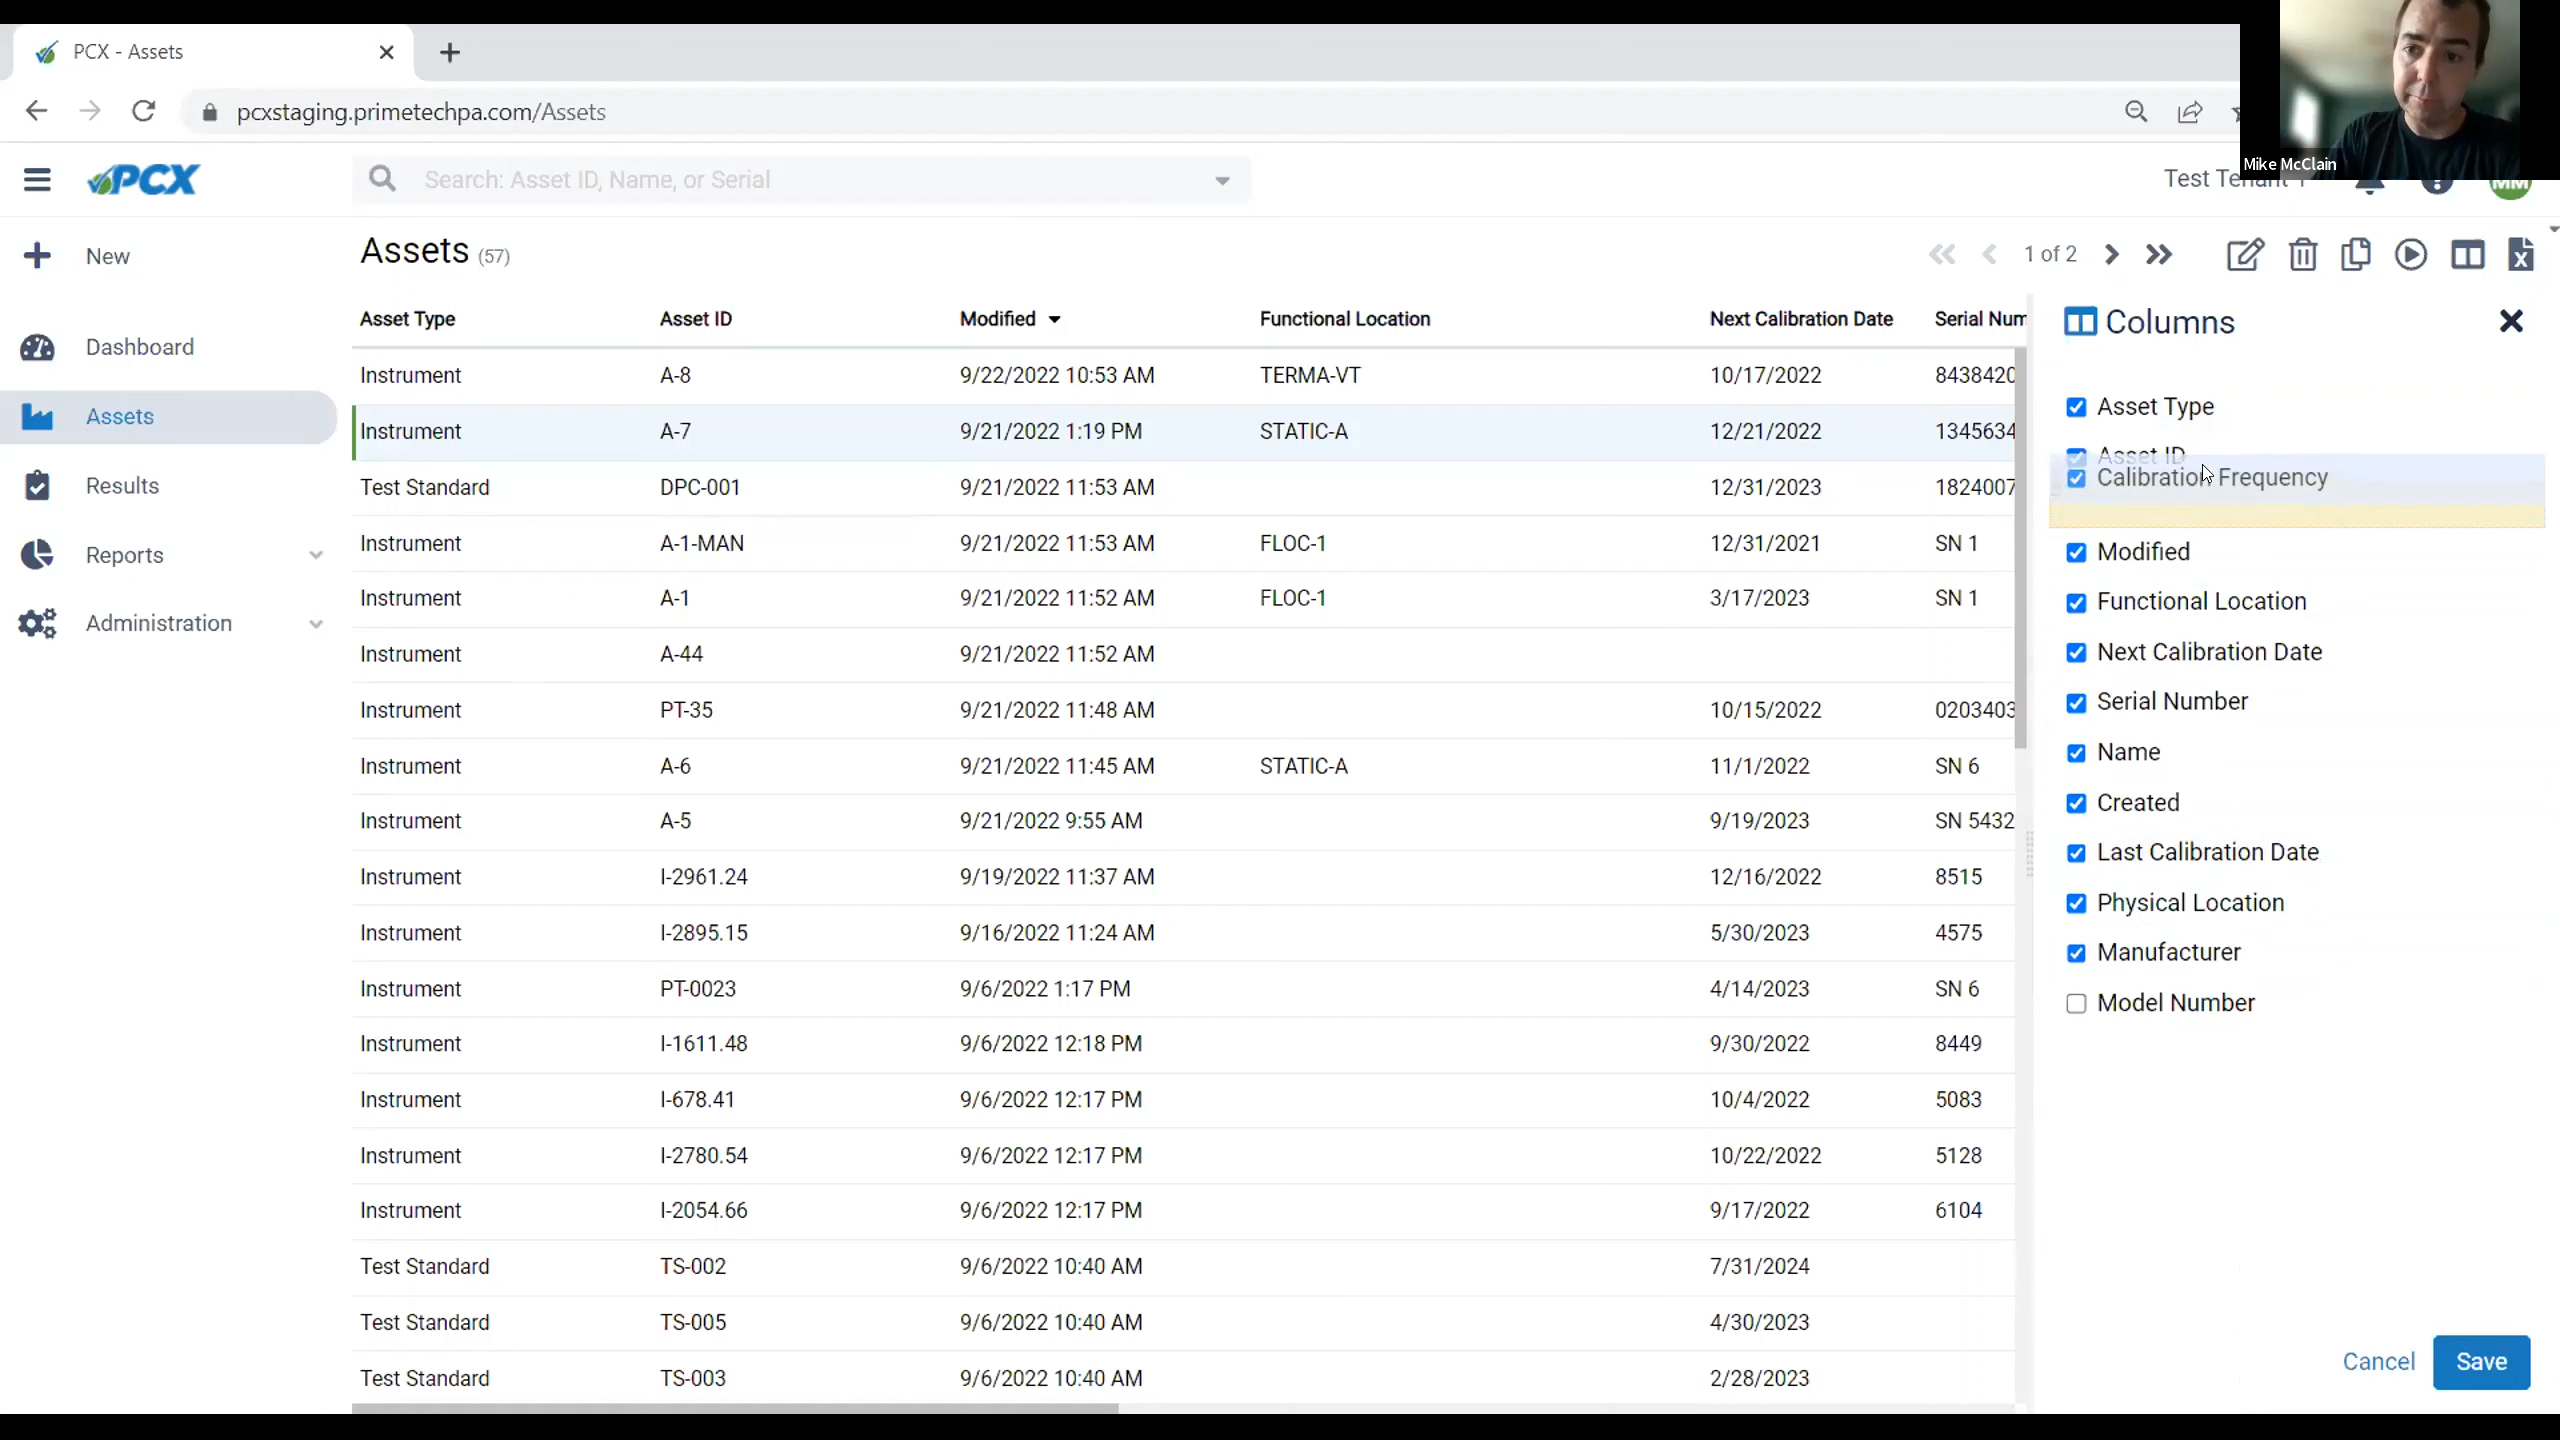 PCX - Assets
pcxstaging.primetechpa.com/Assets
Mike McClain
PCX
Search: Asset ID, Name, or Serial
Test Tenant 1
MM
New
Dashboard
Assets
Results
Reports
Administration
Assets (57)
1 of 2
Asset Type Asset ID Modified Functional Location Next Calibration Date Serial Num
Instrument A-8 9/22/2022 10:53 AM TERMA-VT 10/17/2022 8438420
Instrument A-7 9/21/2022 1:19 PM STATIC-A 12/21/2022 1345634
Test Standard DPC-001 9/21/2022 11:53 AM 12/31/2023 1824007
Instrument A-1-MAN 9/21/2022 11:53 AM FLOC-1 12/31/2021 SN 1
Instrument A-1 9/21/2022 11:52 AM FLOC-1 3/17/2023 SN 1
Instrument A-44 9/21/2022 11:52 AM
Instrument PT-35 9/21/2022 11:48 AM 10/15/2022 0203403
Instrument A-6 9/21/2022 11:45 AM STATIC-A 11/1/2022 SN 6
Instrument A-5 9/21/2022 9:55 AM 9/19/2023 SN 5432
Instrument I-2961.24 9/19/2022 11:37 AM 12/16/2022 8515
Instrument I-2895.15 9/16/2022 11:24 AM 5/30/2023 4575
Instrument PT-0023 9/6/2022 1:17 PM 4/14/2023 SN 6
Instrument I-1611.48 9/6/2022 12:18 PM 9/30/2022 8449
Instrument I-678.41 9/6/2022 12:17 PM 10/4/2022 5083
Instrument I-2780.54 9/6/2022 12:17 PM 10/22/2022 5128
Instrument I-2054.66 9/6/2022 12:17 PM 9/17/2022 6104
Test Standard TS-002 9/6/2022 10:40 AM 7/31/2024
Test Standard TS-005 9/6/2022 10:40 AM 4/30/2023
Test Standard TS-003 9/6/2022 10:40 AM 2/28/2023
Columns
Asset Type
Asset ID
Calibration Frequency
Modified
Functional Location
Next Calibration Date
Serial Number
Name
Created
Last Calibration Date
Physical Location
Manufacturer
Model Number
Cancel
Save